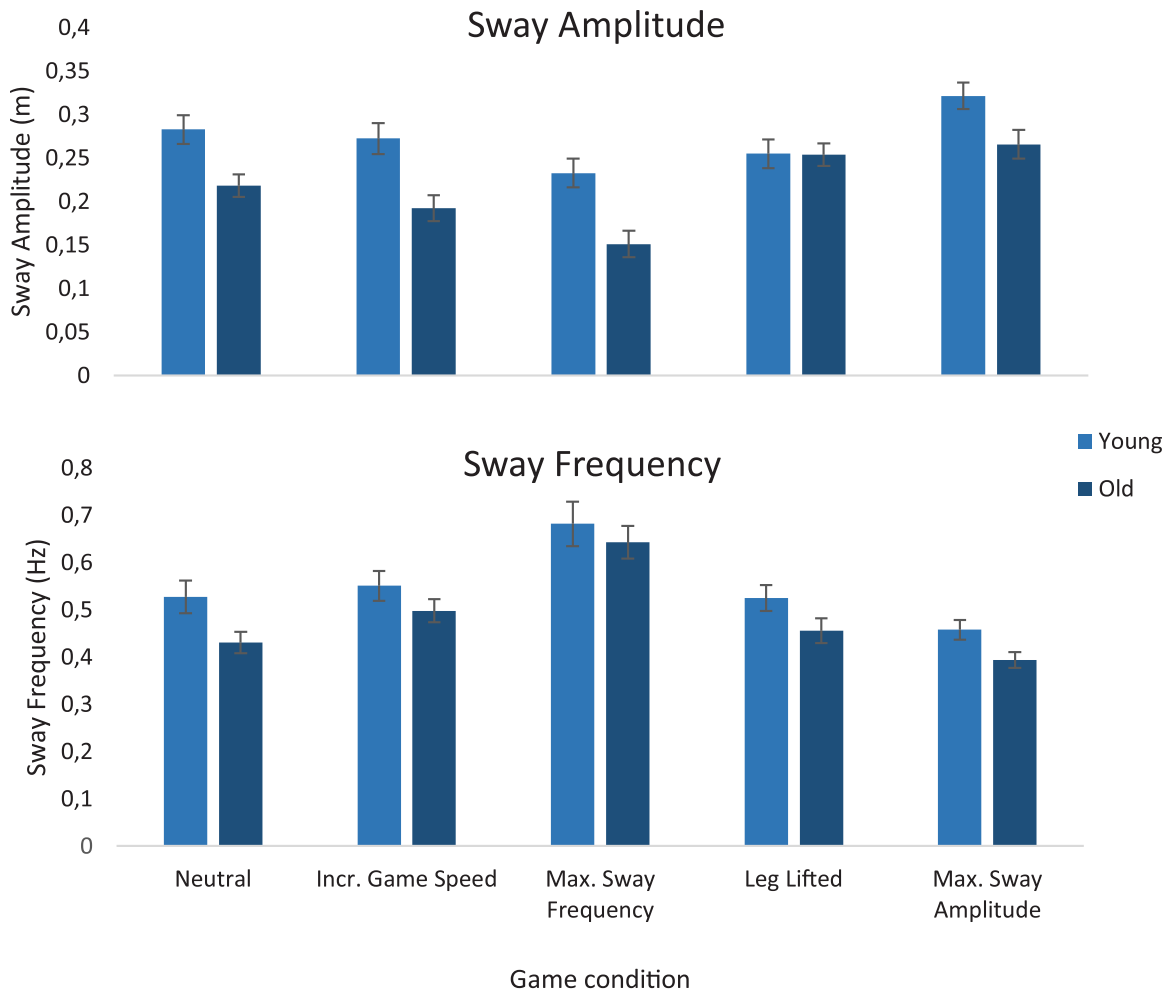 Sway Amplitude
0,4
0,35
0,3
0,25
0,2
0,15
0,1
0,05
0
Sway Amplitude (m)
Young
Old
Sway Frequency
0,8
0,7
0,6
0,5
0,4
0,3
0,2
0,1
0
Sway Frequency (Hz)
Neutral
Incr. Game Speed
Max. Sway
Frequency
Leg Lifted
Max. Sway
Amplitude
Game condition